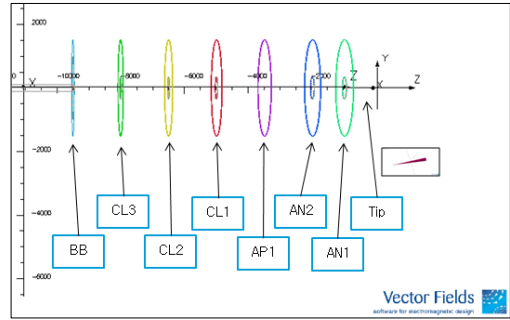 2000
Y
X
-10000
-8000
-6000
-4000
-2000
Z
X
Z
-2000
CL3
CL1
AN2
Tip
BB
CL2
AP1
AN1
-4000
-6000
Vector Fields
software for electromagnetic design